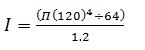 I = ((Π(120)⁴÷64)) / 1.2